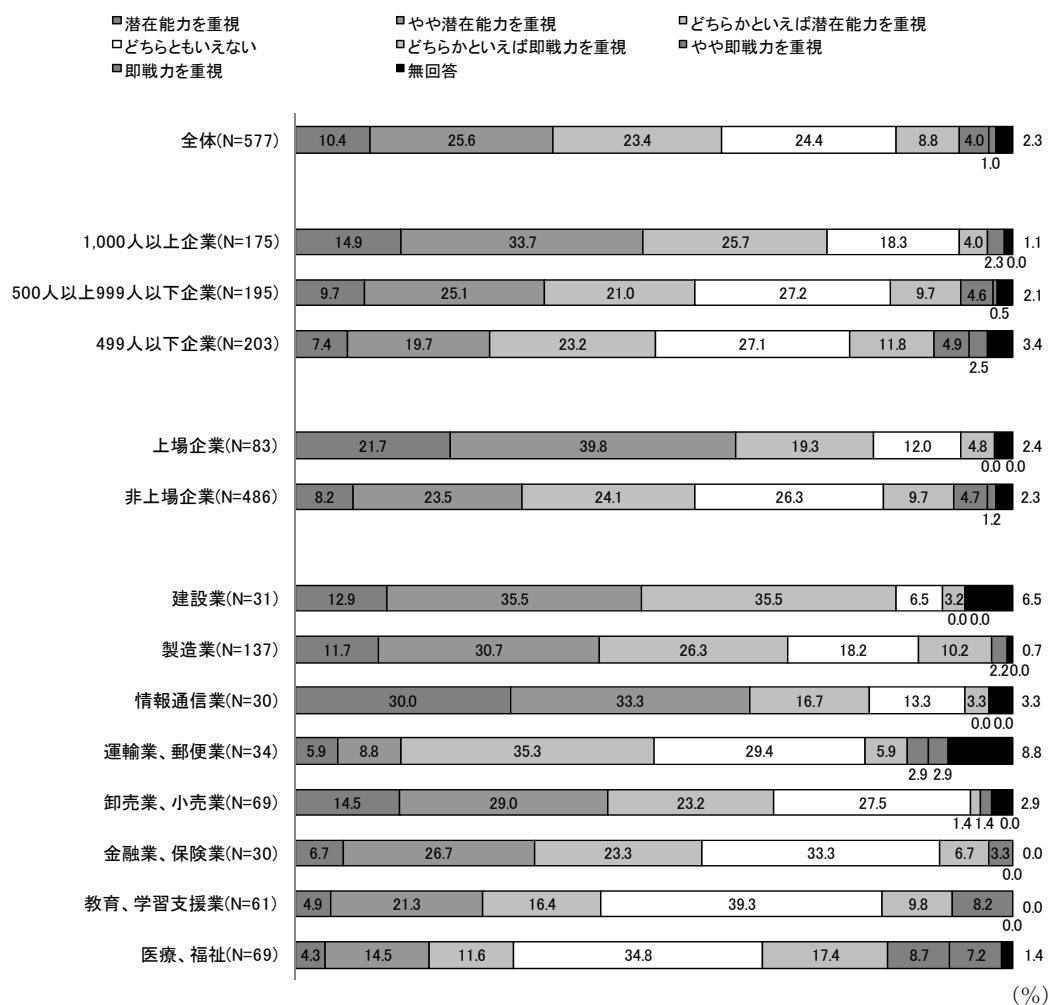 潜在能力を重視 やや潜在能力を重視 どちらかといえば潜在能力を重視
どちらともいえない どちらかといえば即戦力を重視 やや即戦力を重視
即戦力を重視 無回答
全体(N=577) 10.4 25.6 23.4 24.4 8.8 4.0 2.3
1.0
1,000人以上企業(N=175) 14.9 33.7 25.7 18.3 4.0 1.1
2.3 0.0
500人以上999人以下企業(N=195) 9.7 25.1 21.0 27.2 9.7 4.6 2.1
0.5
499人以下企業(N=203) 7.4 19.7 23.2 27.1 11.8 4.9 3.4
2.5
上場企業(N=83) 21.7 39.8 19.3 12.0 4.8 2.4
0.0 0.0
非上場企業(N=486) 8.2 23.5 24.1 26.3 9.7 4.7 2.3
1.2
建設業(N=31) 12.9 35.5 35.5 6.5 3.2 6.5
0.0 0.0
製造業(N=137) 11.7 30.7 26.3 18.2 10.2 0.7
2.2 0.0
情報通信業(N=30) 30.0 33.3 16.7 13.3 3.3 3.3
0.0 0.0
運輸業、郵便業(N=34) 5.9 8.8 35.3 29.4 5.9 8.8
2.9 2.9
卸売業、小売業(N=69) 14.5 29.0 23.2 27.5 2.9
1.4 1.4 0.0
金融業、保険業(N=30) 6.7 26.7 23.3 33.3 6.7 3.3 0.0
0.0
教育、学習支援業(N=61) 4.9 21.3 16.4 39.3 9.8 8.2 0.0
0.0
医療、福祉(N=69) 4.3 14.5 11.6 34.8 17.4 8.7 7.2 1.4
(%)